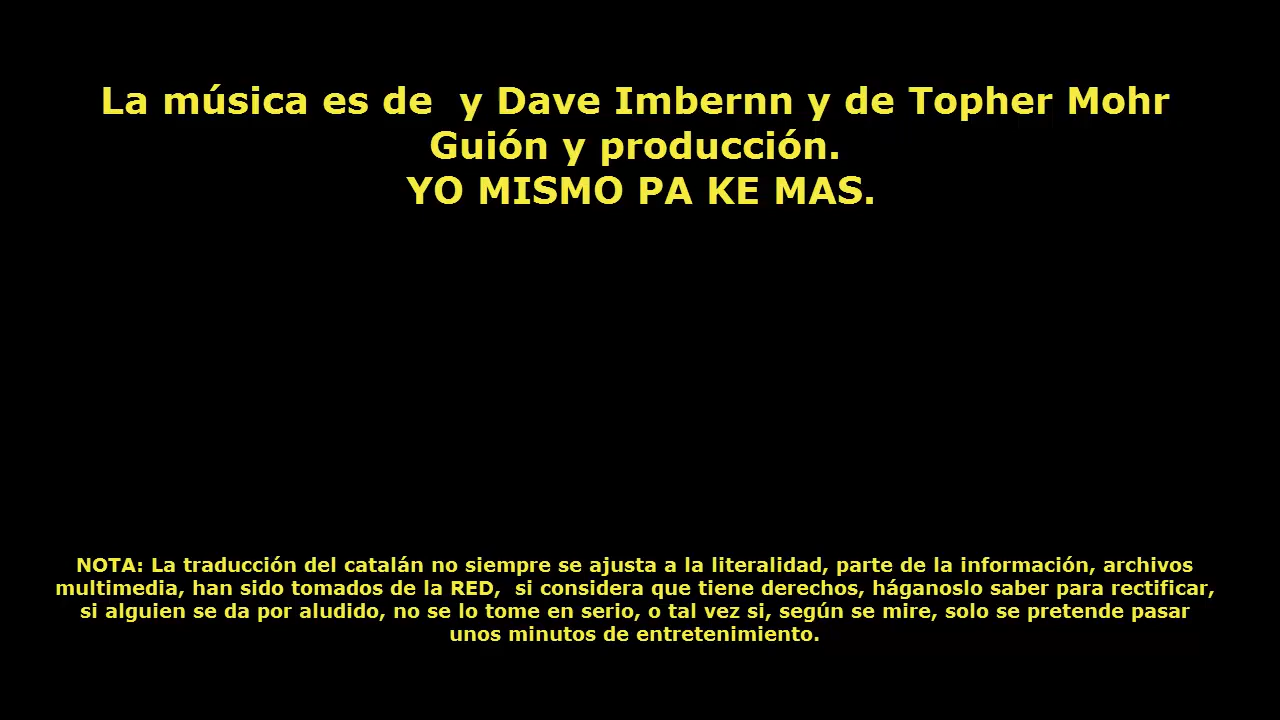 La música es de  y Dave Imbernn y de Topher Mohr
Guión y producción.
YO MISMO PA KE MAS.
NOTA: La traducción del catalán no siempre se ajusta a la literalidad, parte de la información, archivos
multimedia, han sido tomados de la RED,  si considera que tiene derechos, háganoslo saber para rectificar,
si alguien se da por aludido, no se lo tome en serio, o tal vez si, según se mire, solo se pretende pasar
unos minutos de entretenimiento.